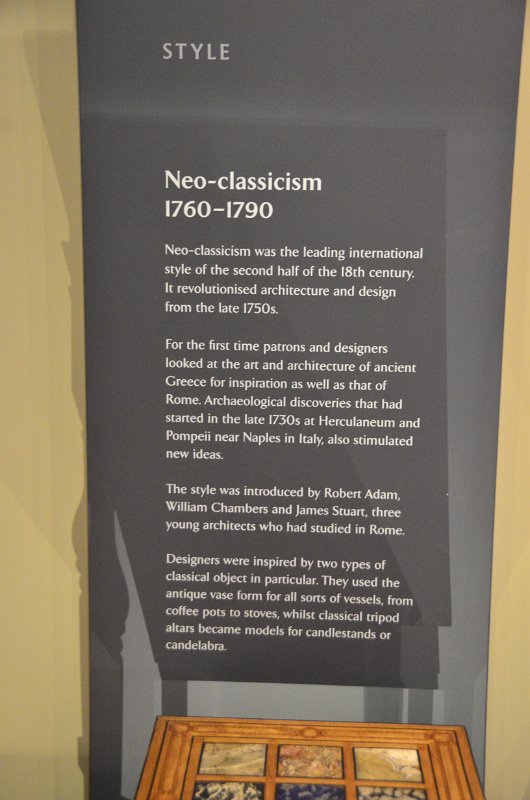 STYLE
Neo-classicism
1760–1790
Neo-classicism was the leading international
style of the second half of the 18th century.
It revolutionised architecture and design
from the late 1750s.
For the first time patrons and designers
looked at the art and architecture of ancient
Greece for inspiration as well as that of
Rome. Archaeological discoveries that had
started in the late 1730s at Herculaneum and
Pompeii near Naples in Italy, also stimulated
new ideas.
The style was introduced by Robert Adam,
William Chambers and James Stuart, three
young architects who had studied in Rome.
Designers were inspired by two types of
classical object in particular. They used the
antique vase form for all sorts of vessels, from
coffee pots to stoves, whilst classical tripod
altars became models for candlestands or
candelabra.